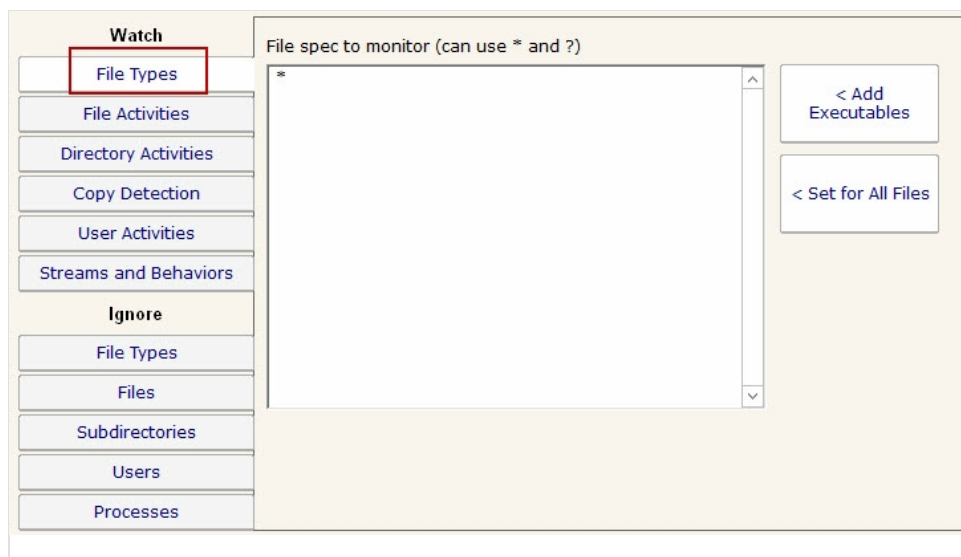 Watch
File Types
File Activities
Directory Activities
Copy Detection
User Activities
Streams and Behaviors
Ignore
File Types
Files
Subdirectories
Users
Processes
File spec to monitor (can use * and ?)
*
< Add
Executables
< Set for All Files